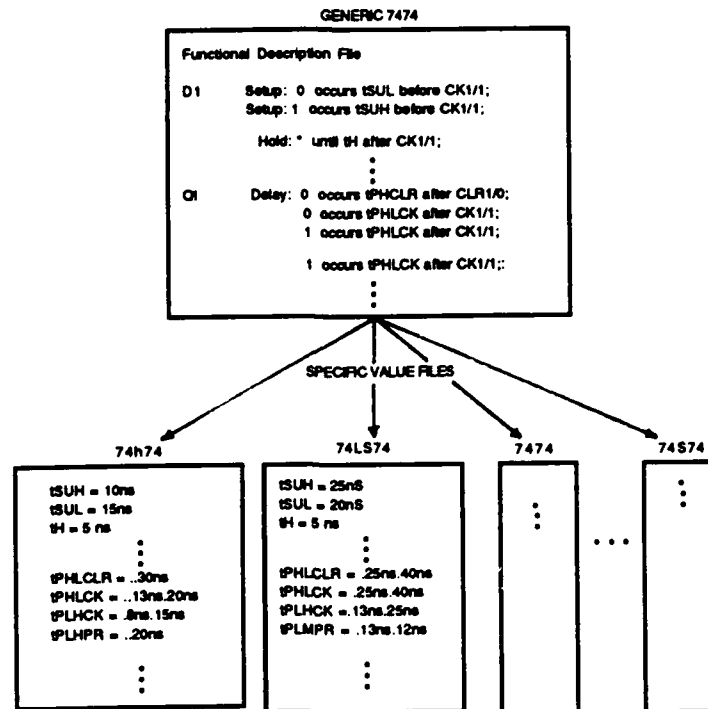 GENERIC 7474
Functional Description File
D1 Setup: 0 occurs tSUL before CK1/1;
Setup: 1 occurs tSUH before CK1/1;
Hold: * until tH after CK1/1;
Q1 Delay: 0 occurs tPHCLR after CLR1/0;
0 occurs tPHLCK after CK1/1;
1 occurs tPHLCK after CK1/1;
1 occurs tPHLCK after CK1/1;:
SPECIFIC VALUE FILES
74h74
tSUH = 10ns
tSUL = 15ns
tH = 5 ns
tPHLCLR = ..30ns
tPHLCK = ..13ns.20ns
tPLHCK = .8ns.15ns
tPLHPR = ..20ns
74LS74
tSUH = 25nS
tSUL = 20nS
tH = 5 ns
tPHLCLR = .25ns.40ns
tPHLCK = .25ns.40ns
tPLHCK = .13ns.25ns
tPLMPR = .13ns.12ns
7474
. . .
74S74